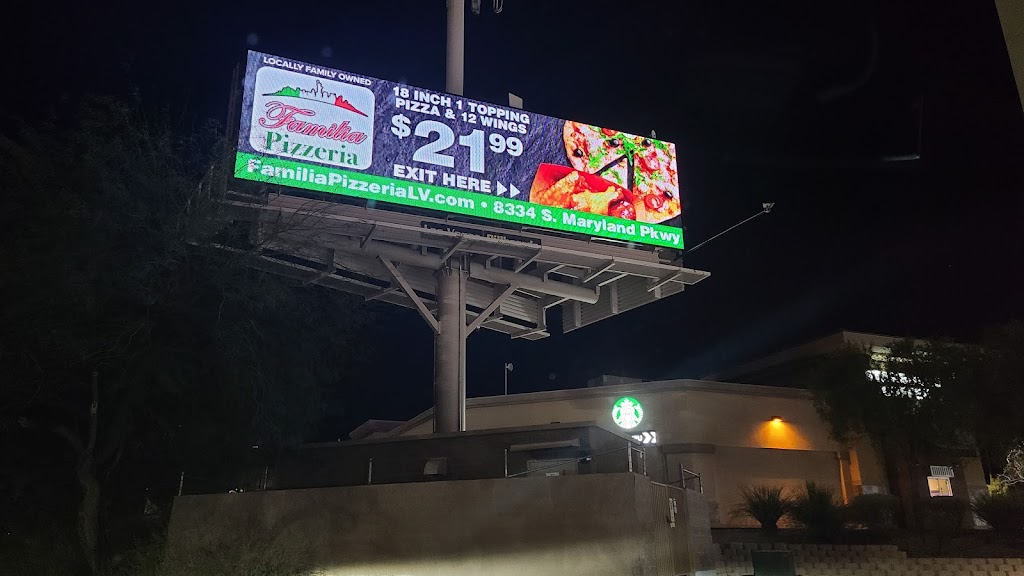 LOCALLY FAMILY OWNED
Familia
Pizzeria
18 INCH 1 TOPPING
PIZZA & 12 WINGS
$21.99
EXIT HERE
FamiliaPizzeriaLV.com • 8334 S. Maryland Pkwy